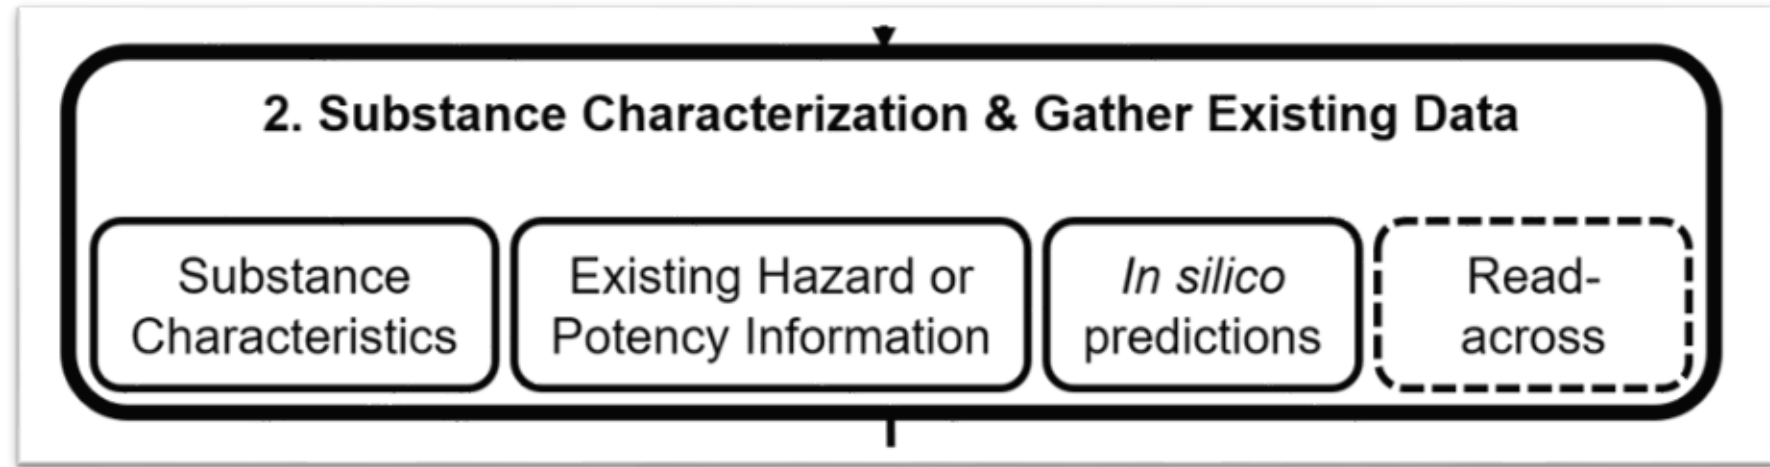 2. Substance Characterization & Gather Existing Data
Substance
Characteristics
Existing Hazard or
Potency Information
In silico
predictions
Read-
across